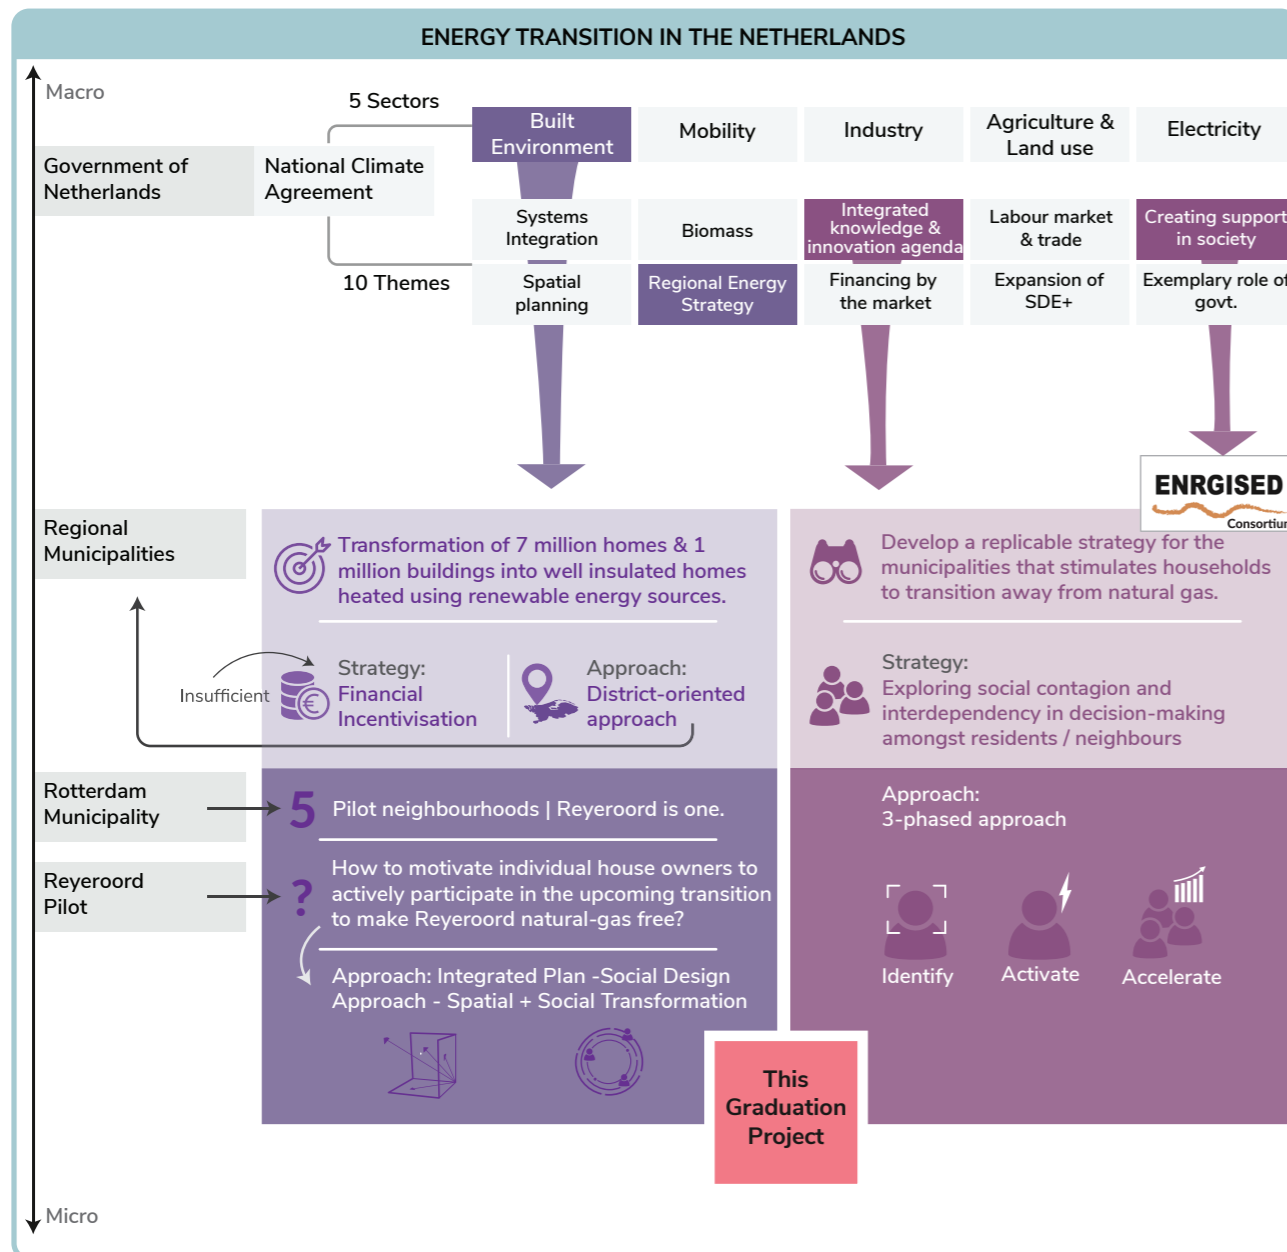 ENERGY TRANSITION IN THE NETHERLANDS
Macro
5 Sectors
Built
Environment
Mobility
Industry
Agriculture &
Land use
Electricity
Government of
Netherlands
National Climate
Agreement
10 Themes
Systems
Integration
Biomass
Integrated
knowledge &
innovation agenda
Labour market
& trade
Creating support
in society
Spatial
planning
Regional Energy
Strategy
Financing by
the market
Expansion of
SDE+
Exemplary role of
govt.
ENRGISED
Consortium
Regional
Municipalities
Transformation of 7 million homes & 1
million buildings into well insulated homes
heated using renewable energy sources.
Insufficient
Strategy:
Financial
Incentivisation
Approach:
District-oriented
approach
Develop a replicable strategy for the
municipalities that stimulates households
to transition away from natural gas.
Strategy:
Exploring social contagion and
interdependency in decision-making
amongst residents / neighbours
Rotterdam
Municipality
5
Pilot neighbourhoods | Reyeroord is one.
Reyeroord
Pilot
?
How to motivate individual house owners to
actively participate in the upcoming transition
to make Reyeroord natural-gas free?
Approach: Integrated Plan -Social Design
Approach - Spatial + Social Transformation
Approach:
3-phased approach
Identify
Activate
Accelerate
This
Graduation
Project
Micro